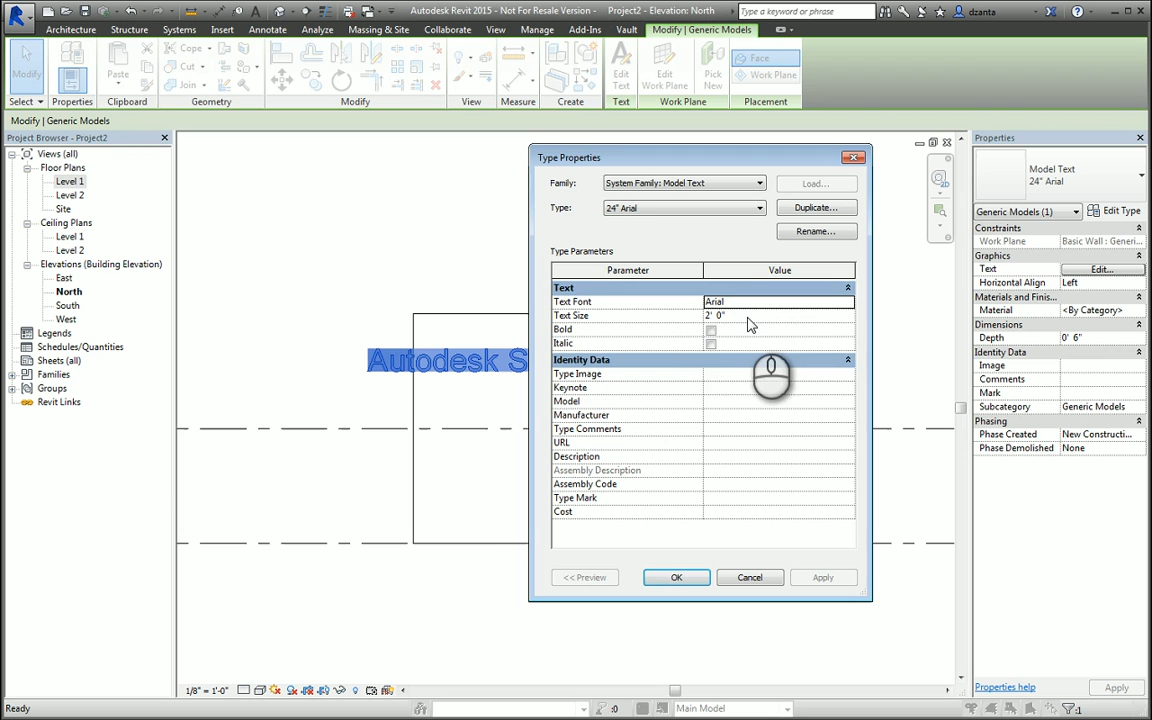 Autodesk Revit 2015 - Not For Resale Version -    Project2 - Elevation: North
Type a keyword or phrase
dzanta
Architecture Structure Systems Insert Annotate Analyze Massing & Site Collaborate View Manage Add-Ins Vault Modify | Generic Models
Modify
Properties
Paste
Cope
Cut
Join
Edit Text
Edit Work Plane
Pick New
Face
Work Plane
Select Properties Clipboard Geometry Modify View Measure Create Text Work Plane Placement
Modify | Generic Models
Project Browser - Project2
Views (all)
Floor Plans
Level 1
Level 2
Site
Ceiling Plans
Level 1
Level 2
Elevations (Building Elevation)
East
North
South
West
Legends
Schedules/Quantities
Sheets (all)
Families
Groups
Revit Links
Autodesk S
2D
Type Properties
Family: System Family: Model Text Load...
Type: 24" Arial Duplicate...
Rename...
Type Parameters
Parameter Value
Text
Text Font Arial
Text Size 2' 0"
Bold
Italic
Identity Data
Type Image
Keynote
Model
Manufacturer
Type Comments
URL
Description
Assembly Description
Assembly Code
Type Mark
Cost
<< Preview OK Cancel Apply
Properties
Model Text
24" Arial
Generic Models (1) Edit Type
Constraints
Work Plane Basic Wall : Generi...
Graphics
Text Edit...
Horizontal Align Left
Materials and Finis...
Material <By Category>
Dimensions
Depth 0' 6"
Identity Data
Image
Comments
Mark
Subcategory Generic Models
Phasing
Phase Created New Constructi...
Phase Demolished None
Properties help Apply
1/8" = 1'-0"
Ready
:0
Main Model
:1